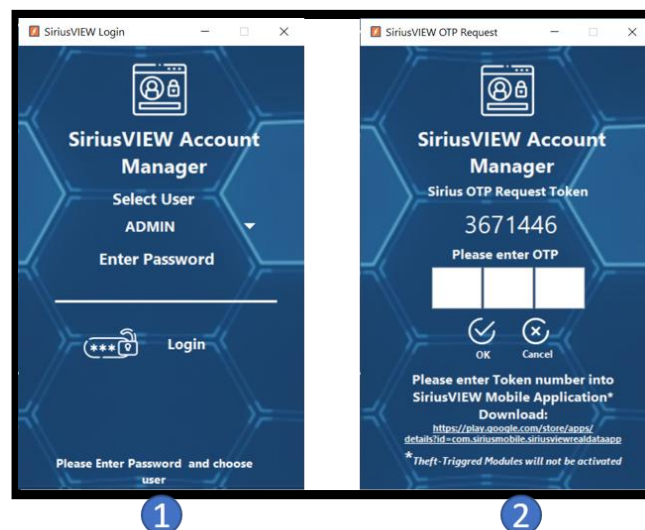 SiriusVIEW Login
SiriusVIEW Account
Manager
Select User
ADMIN
Enter Password
***
Login
Please Enter Password and choose
user
1
SiriusVIEW OTP Request
SiriusVIEW Account
Manager
Sirius OTP Request Token
3671446
Please enter OTP
OK Cancel
Please enter Token number into
SiriusVIEW Mobile Application*
Download:
https://play.google.com/store/apps/
details?id=com.siriusmobile.siriusviewrealdataapp
*Theft-Triggred Modules will not be activated
2